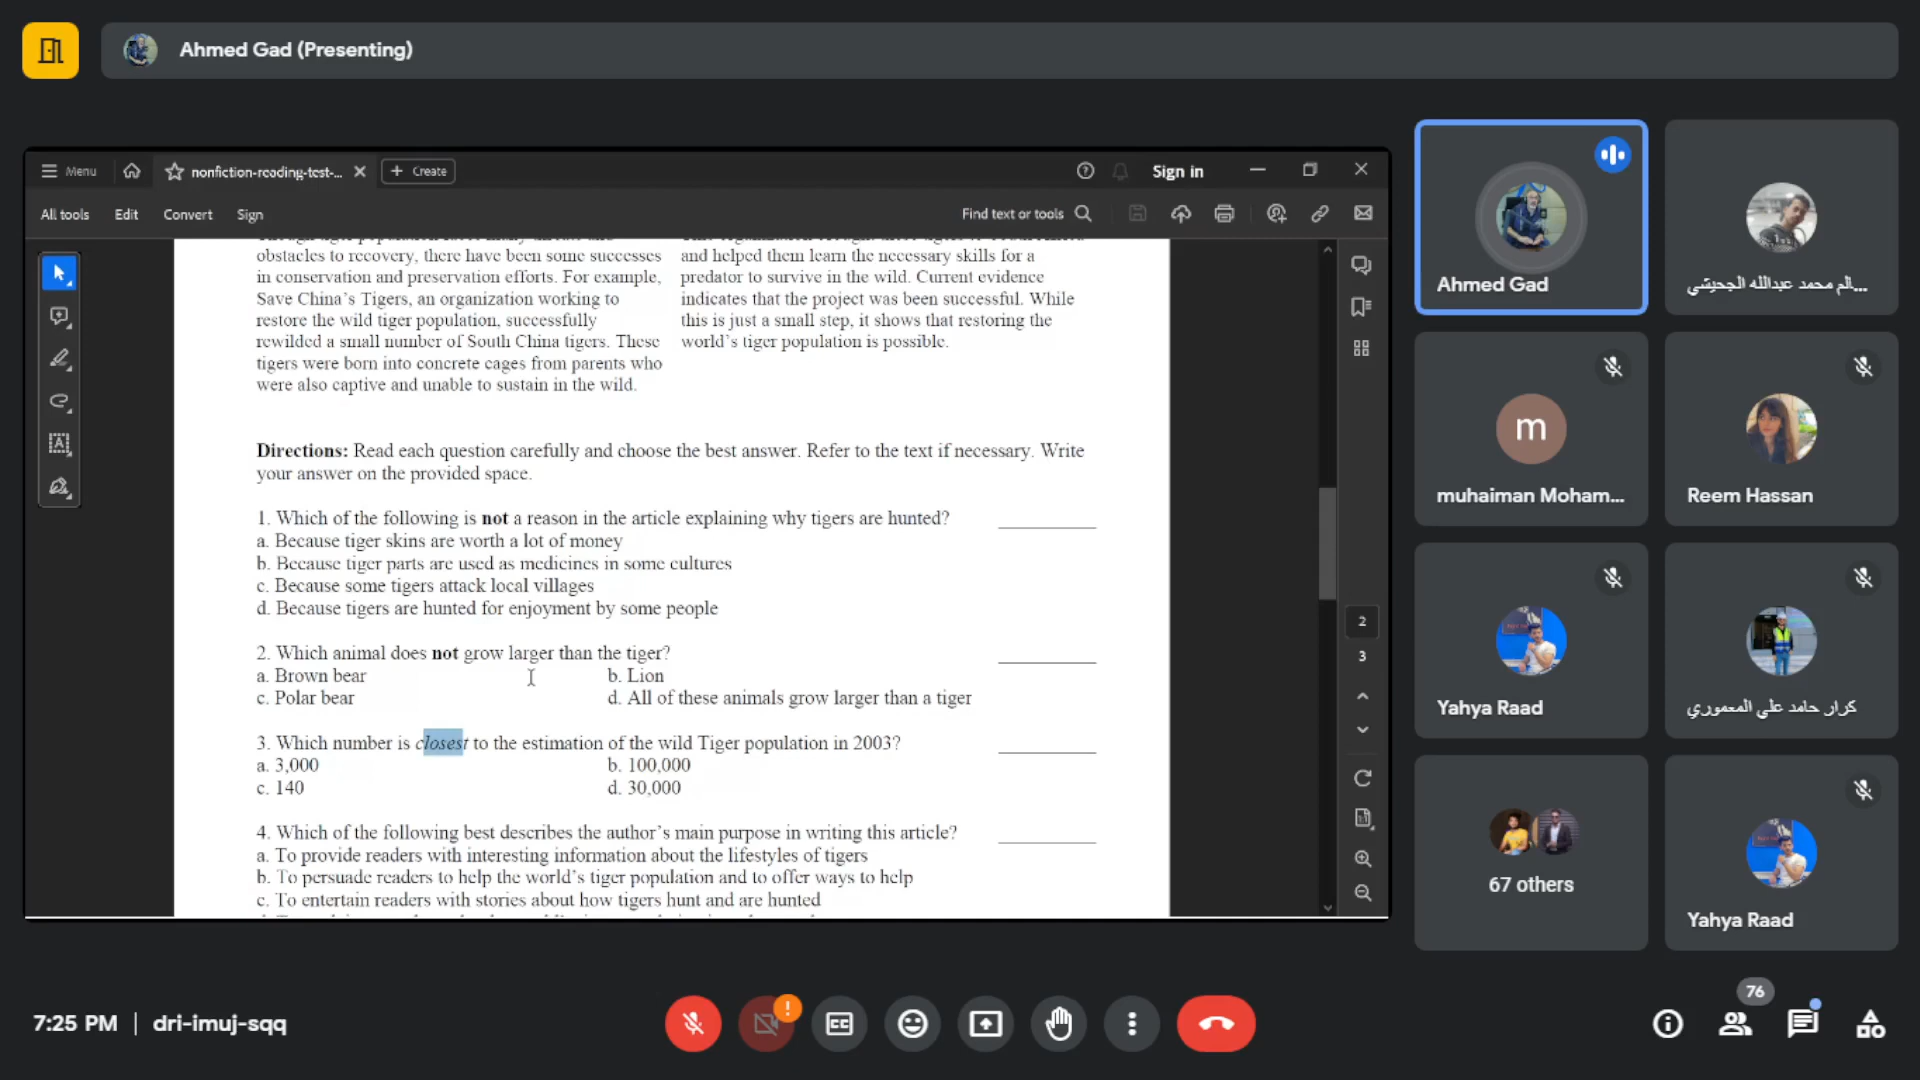 Ahmed Gad (Presenting)
Menu
nonfiction-reading-test-...
Create
Sign in
All tools
Edit
Convert
Sign
Find text or tools
obstacles to recovery, there have been some successes
in conservation and preservation efforts. For example,
Save China's Tigers, an organization working to
restore the wild tiger population, successfully
rewilded a small number of South China tigers. These
tigers were born into concrete cages from parents who
were also captive and unable to sustain in the wild.
and helped them learn the necessary skills for a
predator to survive in the wild. Current evidence
indicates that the project was been successful. While
this is just a small step, it shows that restoring the
world's tiger population is possible.
Directions: Read each question carefully and choose the best answer. Refer to the text if necessary. Write
your answer on the provided space.
1. Which of the following is not a reason in the article explaining why tigers are hunted?
a. Because tiger skins are worth a lot of money
b. Because tiger parts are used as medicines in some cultures
c. Because some tigers attack local villages
d. Because tigers are hunted for enjoyment by some people
2. Which animal does not grow larger than the tiger?
a. Brown bear
b. Lion
c. Polar bear
d. All of these animals grow larger than a tiger
3. Which number is closest to the estimation of the wild Tiger population in 2003?
a. 3,000
b. 100,000
c. 140
d. 30,000
4. Which of the following best describes the author's main purpose in writing this article?
a. To provide readers with interesting information about the lifestyles of tigers
b. To persuade readers to help the world's tiger population and to offer ways to help
c. To entertain readers with stories about how tigers hunt and are hunted
2
3
Ahmed Gad
...الم محمد عبدالله الجحيشي
m
muhaiman Moham...
Reem Hassan
Yahya Raad
كرار حامد علي المعموري
67 others
Yahya Raad
7:25 PM | dri-imuj-sqq
76